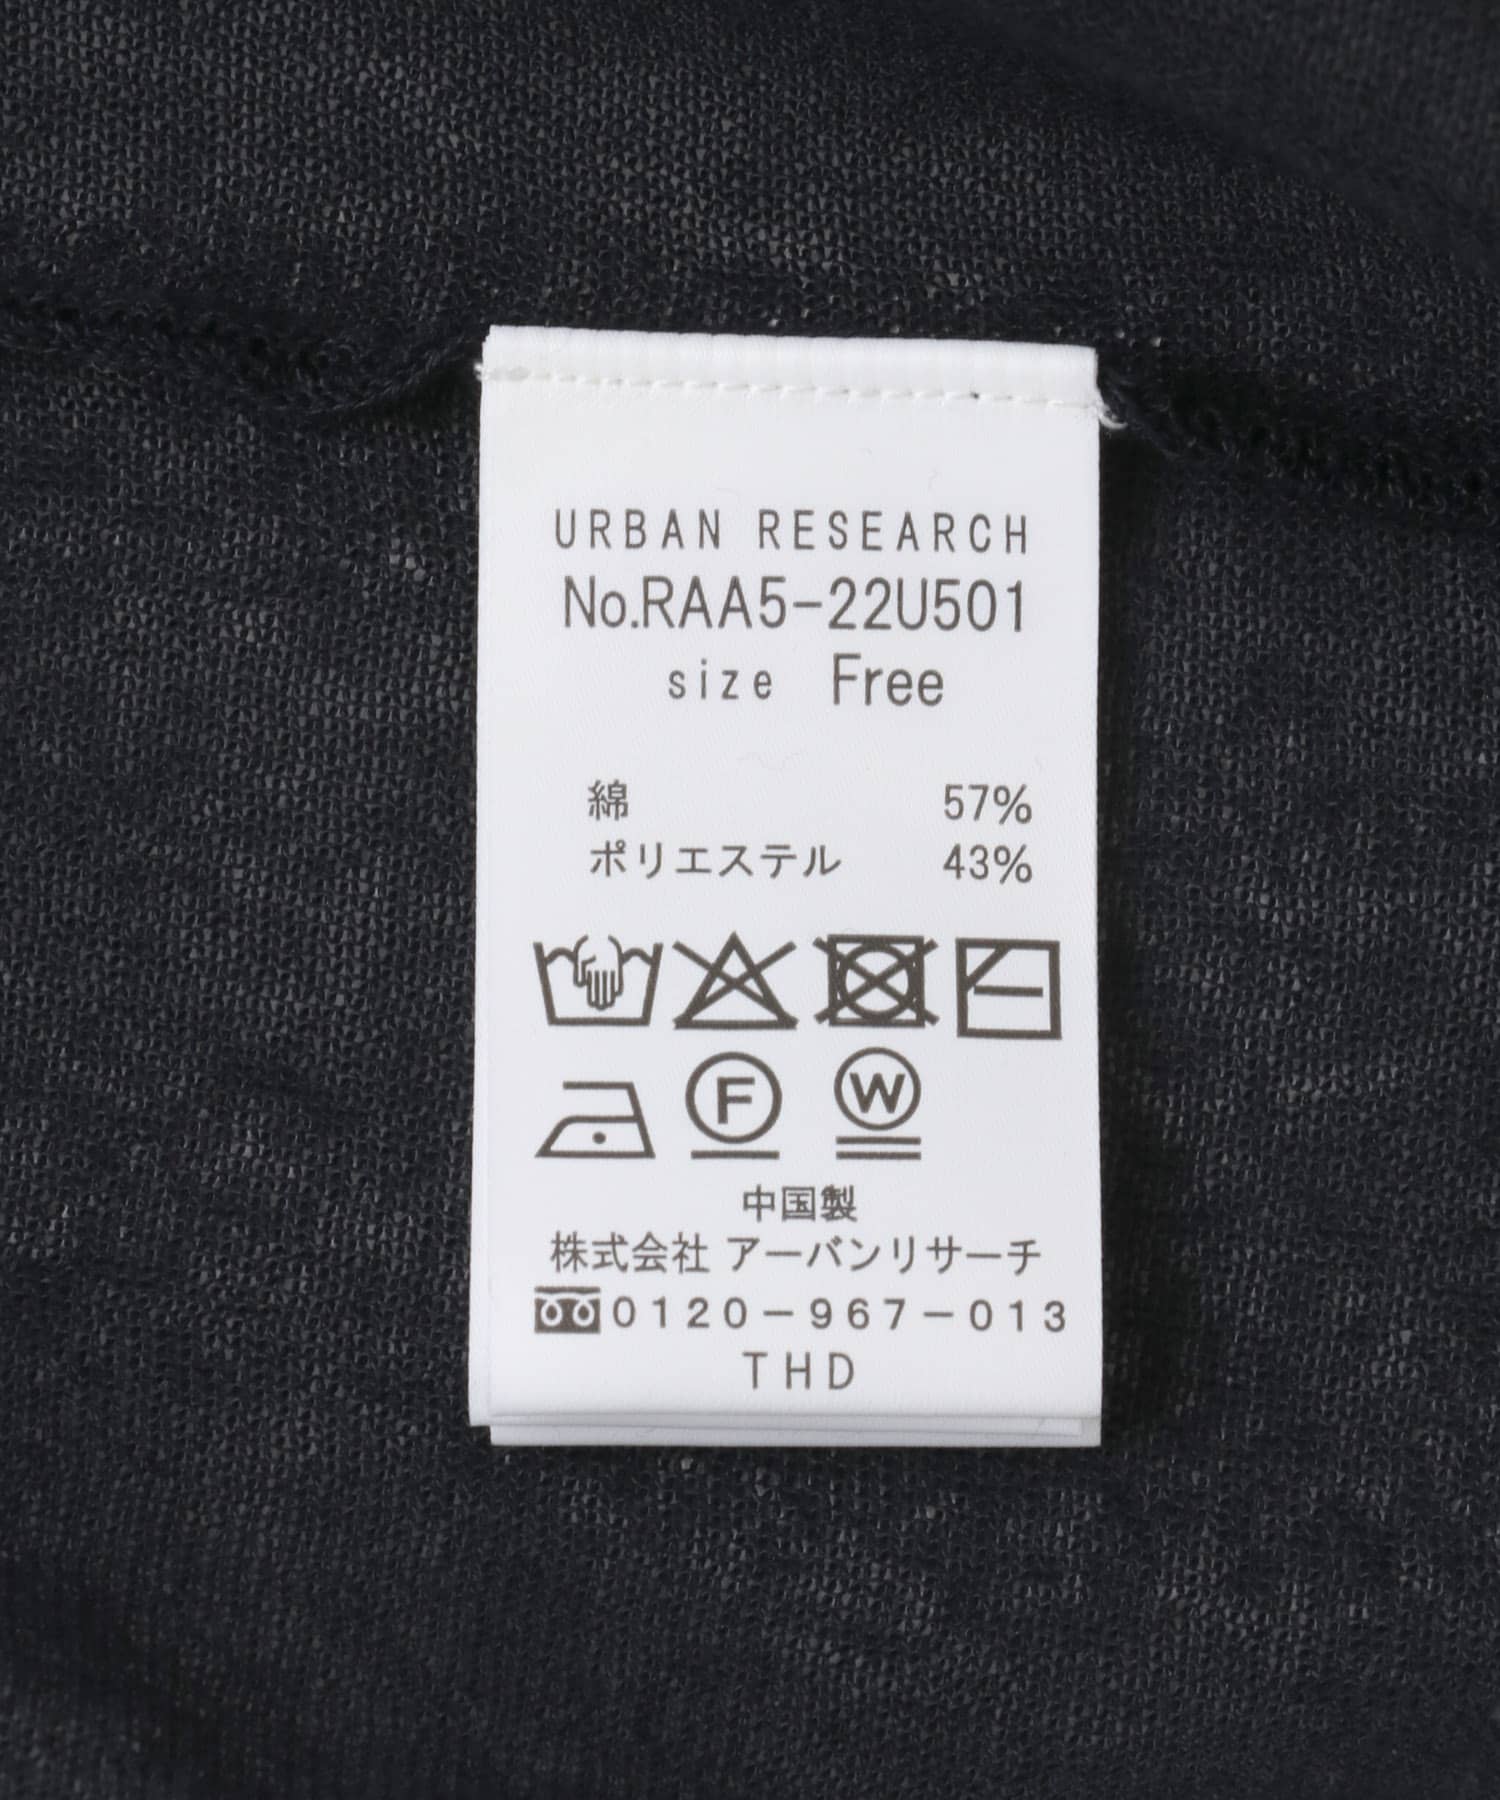 URBAN RESEARCH
No.RAA5-22U501
size Free
綿 57%
ポリエステル 43%
F W
中国製
株式会社 アーバンリサーチ
0120-967-013
THD